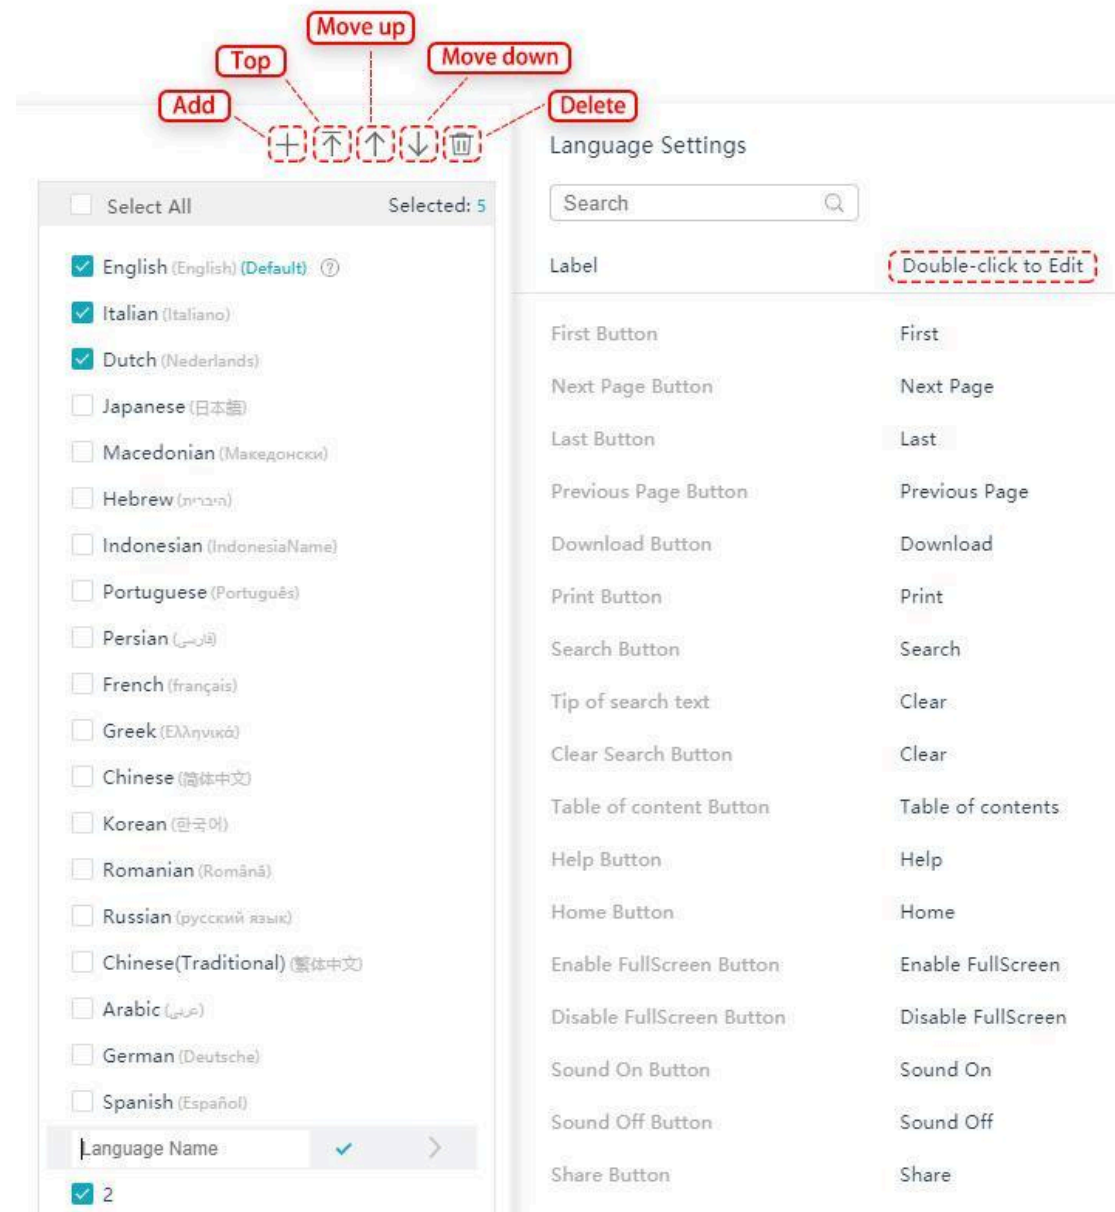 Move up
Top
Move down
Add
Delete
Language Settings
Select All
Selected: 5
Search
English (English) (Default)
Label
Double-click to Edit
Italian (Italiano)
Dutch (Nederlands)
Japanese (日本語)
Macedonian (Македонски)
Hebrew (היברית)
Indonesian (IndonesiaName)
Portuguese (Português)
Persian (فارسی)
French (français)
Greek (Ελληνικά)
Chinese (简体中文)
Korean (한국어)
Romanian (Română)
Russian (русский язык)
Chinese(Traditional) (繁体中文)
Arabic (عربي)
German (Deutsche)
Spanish (Español)
Language Name
2
First Button First
Next Page Button Next Page
Last Button Last
Previous Page Button Previous Page
Download Button Download
Print Button Print
Search Button Search
Tip of search text Clear
Clear Search Button Clear
Table of content Button Table of contents
Help Button Help
Home Button Home
Enable FullScreen Button Enable FullScreen
Disable FullScreen Button Disable FullScreen
Sound On Button Sound On
Sound Off Button Sound Off
Share Button Share